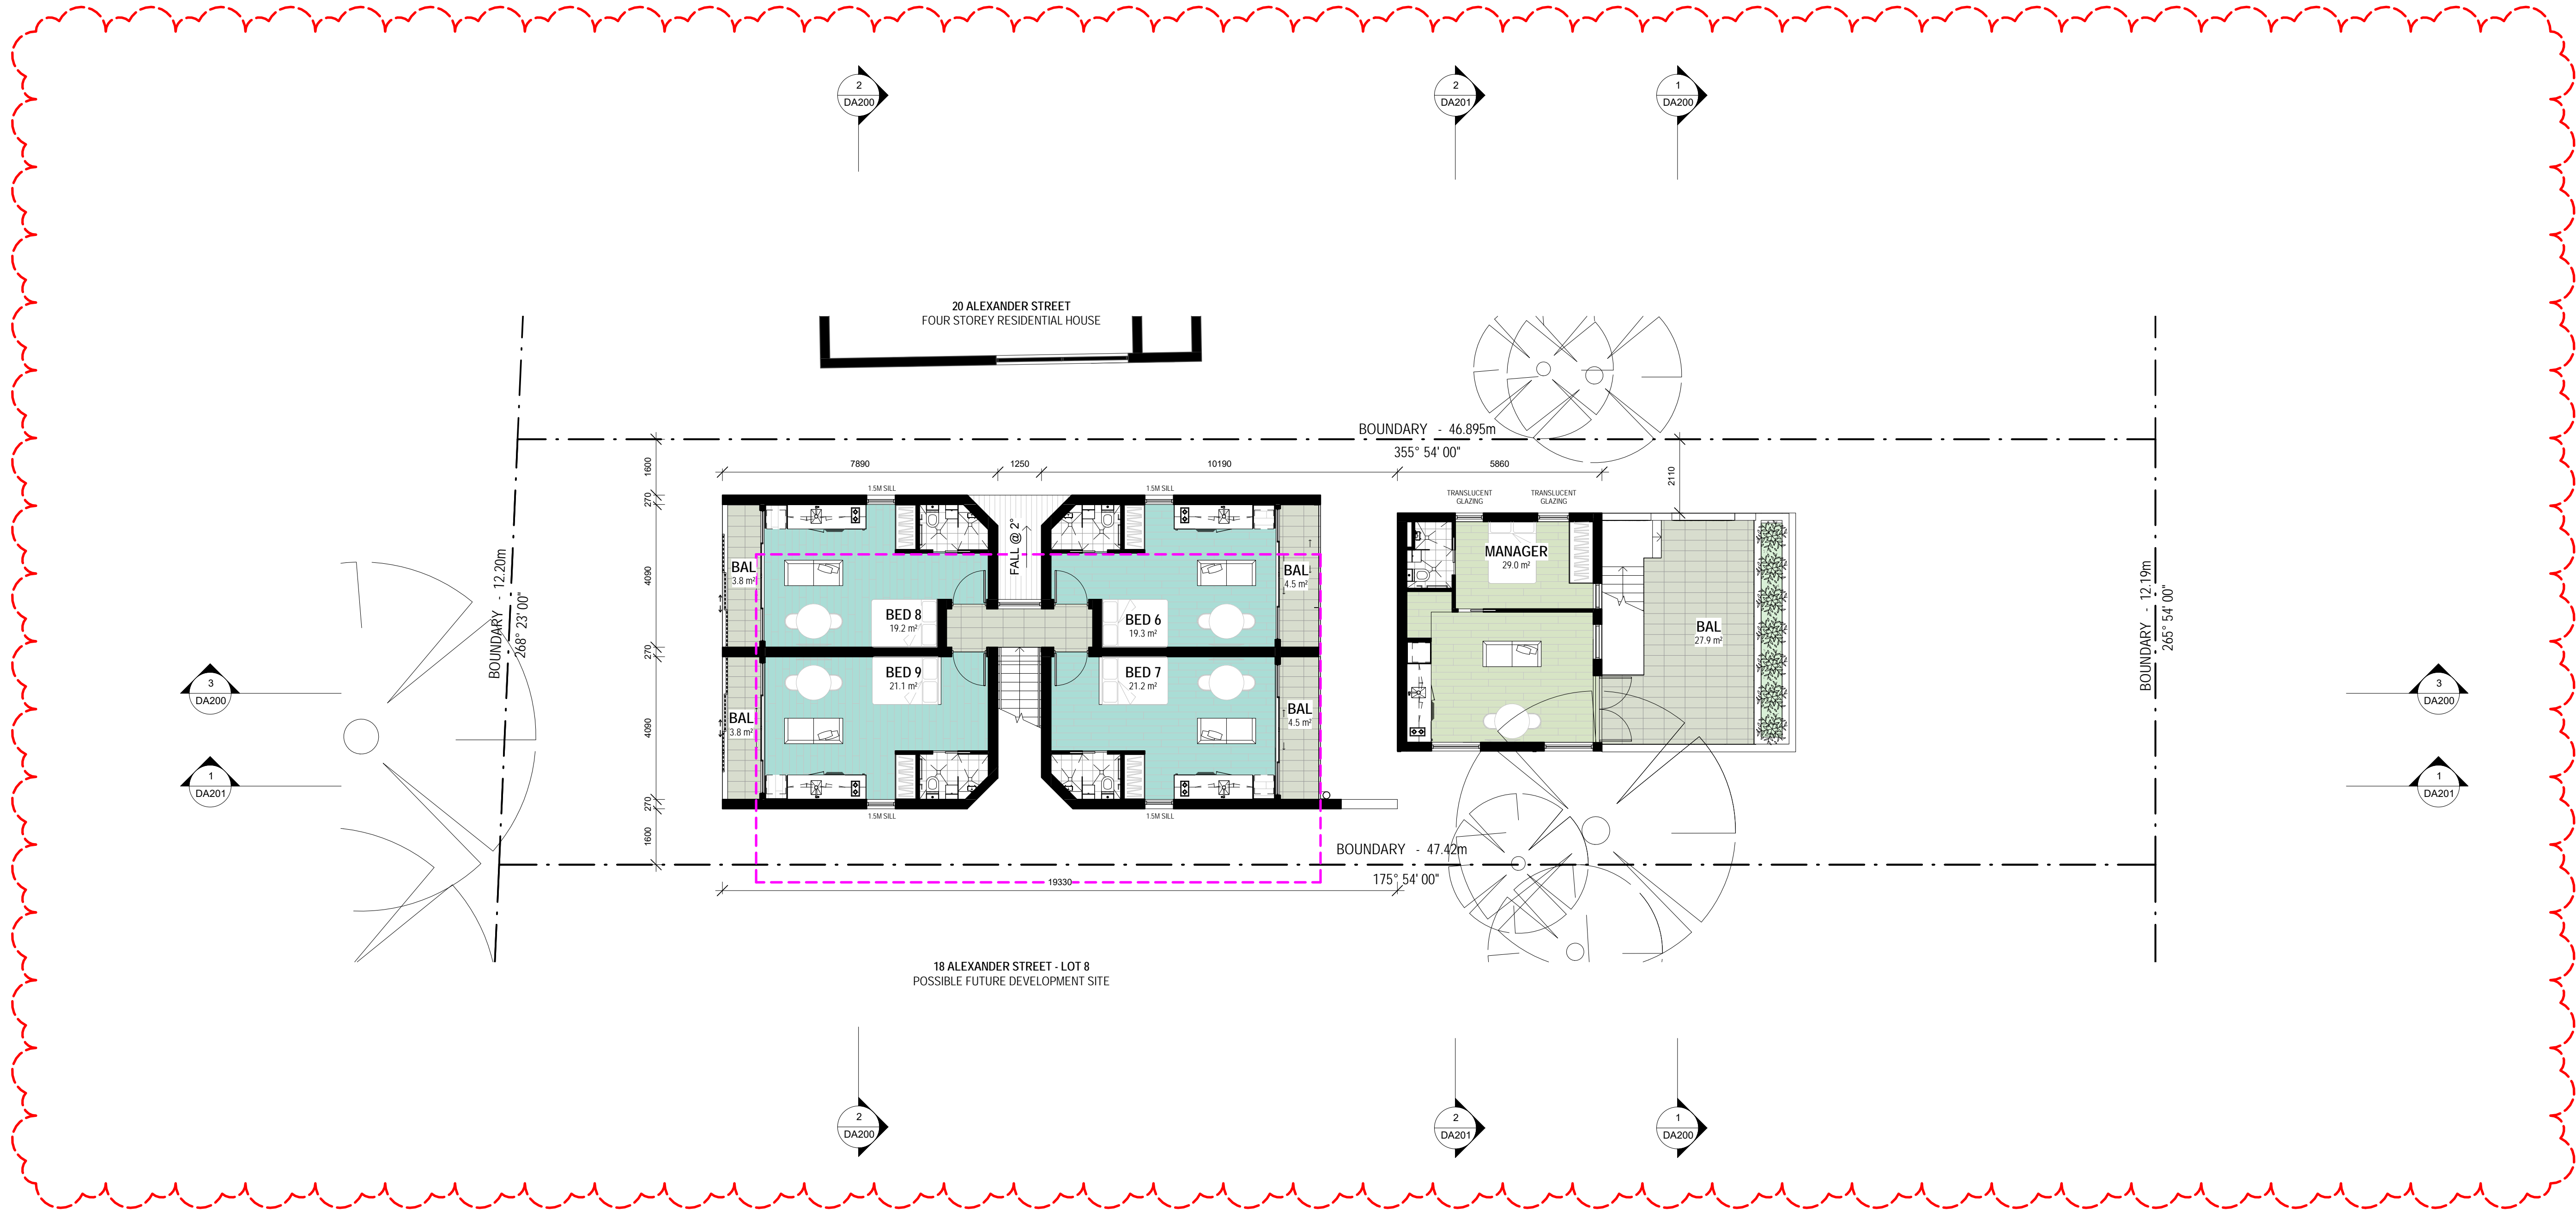 2
DA200
2
DA201
1
DA200
20 ALEXANDER STREET
FOUR STOREY RESIDENTIAL HOUSE
BOUNDARY - 46.895m
355° 54' 00"
7890
1250
10190
5860
1600
270
4090
270
4090
270
1600
2110
1.5M SILL
1.5M SILL
TRANSLUCENT
GLAZING
TRANSLUCENT
GLAZING
FALL @ 2°
BAL
3.8 m²
BED 8
19.2 m²
BED 6
19.3 m²
BAL
4.5 m²
MANAGER
29.0 m²
BAL
27.9 m²
BOUNDARY - 12.20m
268° 23' 00"
BOUNDARY - 12.19m
265° 54' 00"
BED 9
21.1 m²
BED 7
21.2 m²
BAL
3.8 m²
BAL
4.5 m²
3
DA200
3
DA200
1
DA201
1
DA201
1.5M SILL
1.5M SILL
BOUNDARY - 47.42m
175° 54' 00"
19330
18 ALEXANDER STREET - LOT 8
POSSIBLE FUTURE DEVELOPMENT SITE
2
DA200
2
DA201
1
DA200